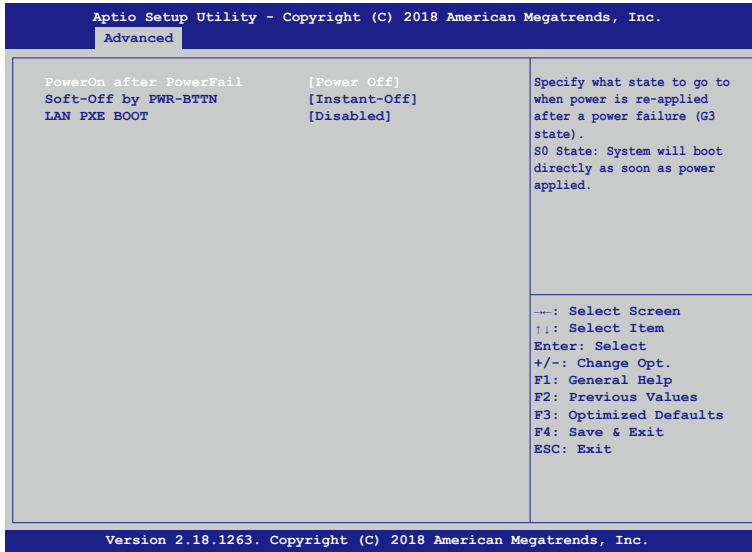 Aptio Setup Utility - Copyright (C) 2018 American Megatrends, Inc.
Advanced
PowerOn after PowerFail [Power Off]
Soft-Off by PWR-BTTN [Instant-Off]
LAN PXE BOOT [Disabled]
Specify what state to go to
when power is re-applied
after a power failure (G3
state).
S0 State: System will boot
directly as soon as power
applied.
→←: Select Screen
↑↓: Select Item
Enter: Select
+/-: Change Opt.
F1: General Help
F2: Previous Values
F3: Optimized Defaults
F4: Save & Exit
ESC: Exit
Version 2.18.1263. Copyright (C) 2018 American Megatrends, Inc.